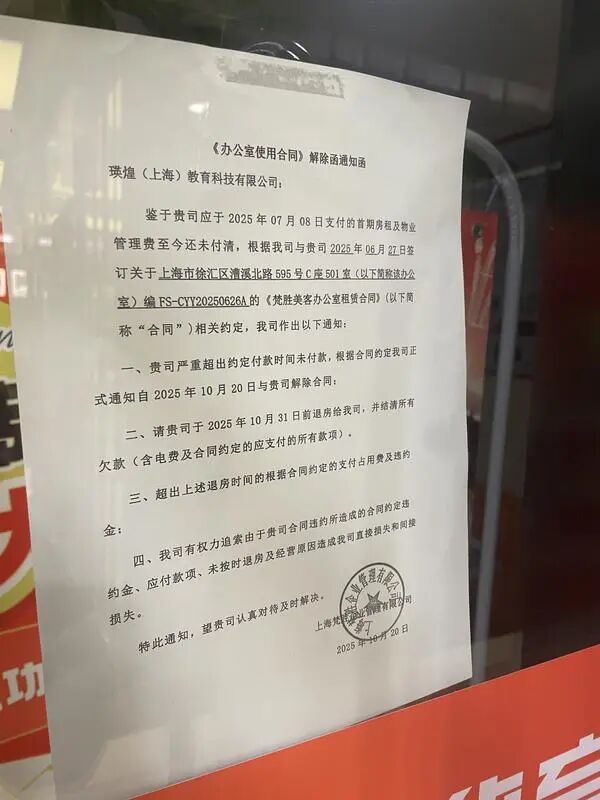 《办公室使用合同》解除函通知函
瑛煌（上海）教育科技有限公司：
鉴于贵司应于 2025 年 07 月 08 日支付的首期房租及物业
管理费至今还未付清，根据我司与贵司 2025 年 06 月 27 日签
订关于上海市徐汇区漕溪北路 595 号 C 座 501 室（以下简称该办公
室）编 FS-CYY20250626A 的《梵胜美客办公室租赁合同》（以下简
称“合同”）相关约定，我司作出以下通知：
一、贵司严重超出约定付款时间未付款，根据合同约定我司正
式通知自 2025 年 10 月 20 日与贵司解除合同；
二、请贵司于 2025 年 10 月 31 日前退房给我司，并结清所有
欠款（含电费及合同约定的应支付的所有款项）。
三、超出上述退房时间的根据合同约定的支付占用费及违约
金；
四、我司有权力追索由于贵司合同违约所造成的合同约定违
约金、应付款项、未按时退房及经营原因造成我司直接损失和间接
损失。
特此通知，望贵司认真对待及时解决。
上海梵胜企业管理有限公司
2025 年 10 月 20 日